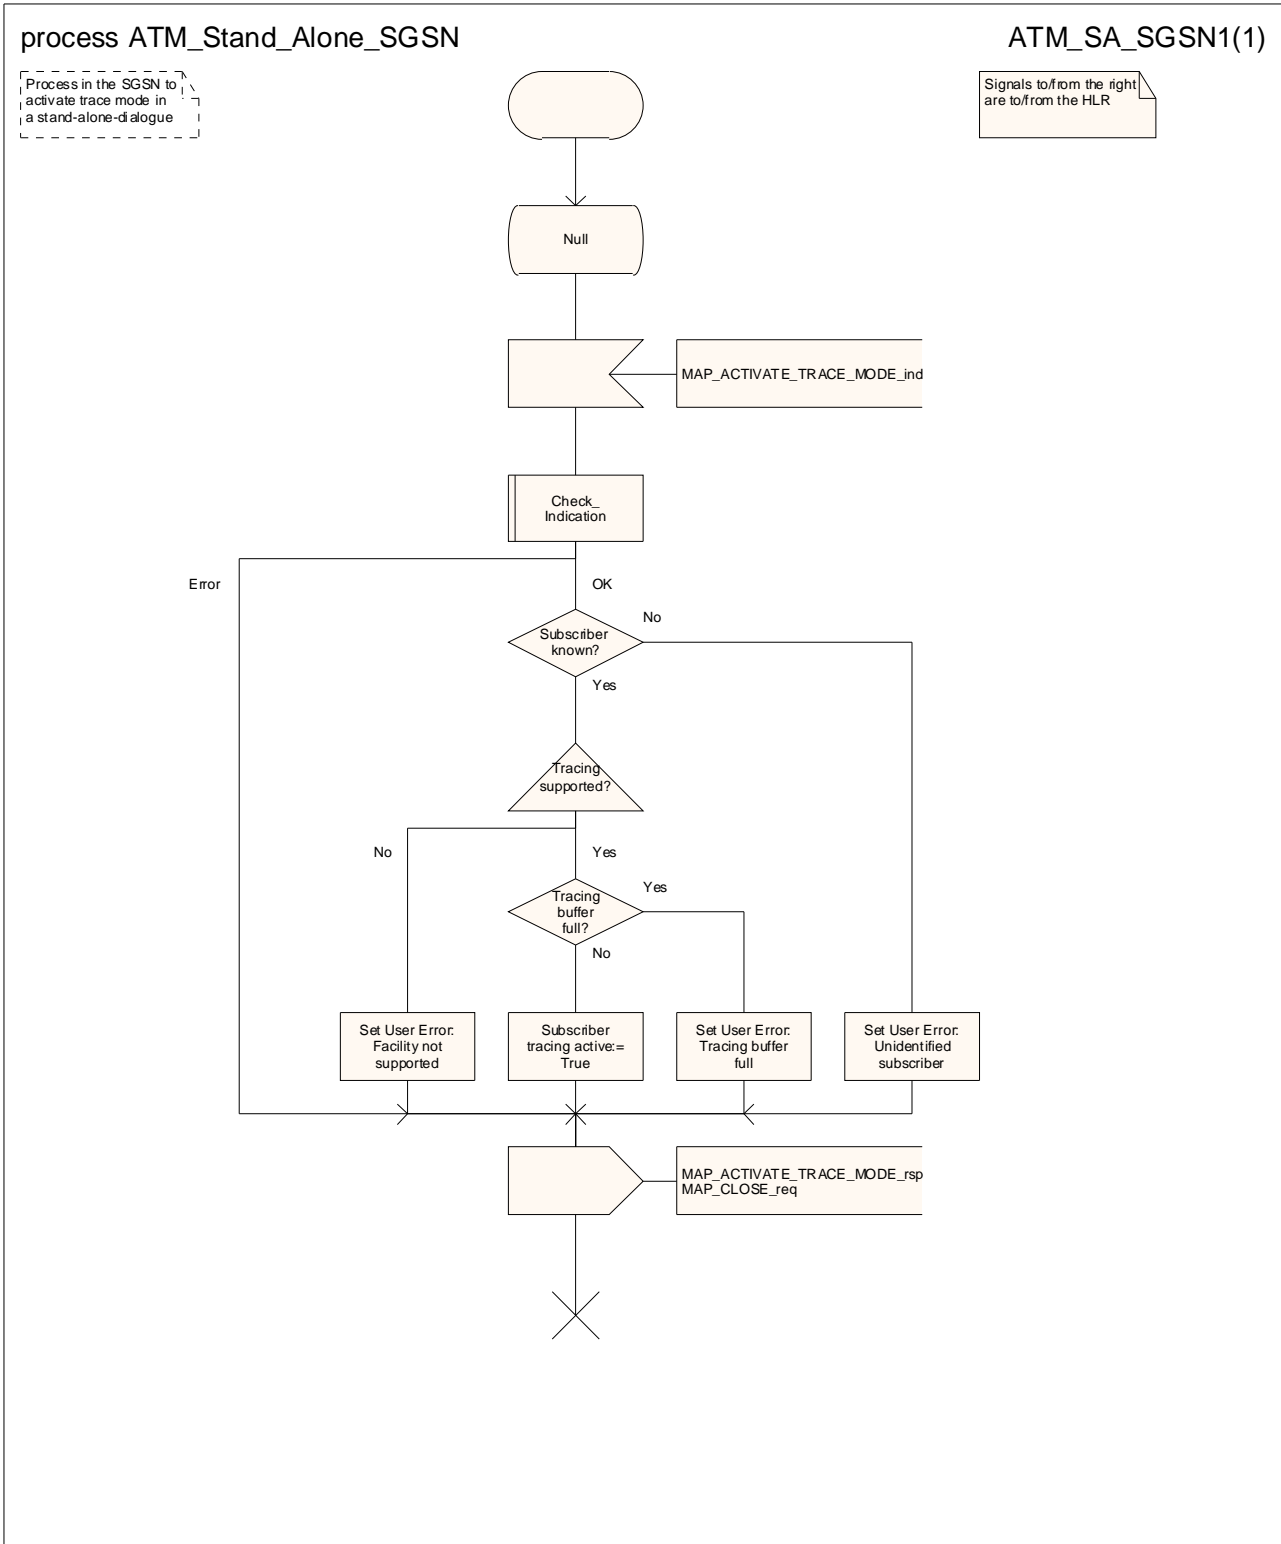 process ATM_Stand_Alone_SGSN
ATM_SA_SGSN1(1)
Process in the SGSN to
activate trace mode in
a stand-alone-dialogue
Signals to/from the right
are to/from the HLR
Null
MAP_ACTIVATE_TRACE_MODE_ind
Check_
Indication
Error
OK
No
Subscriber
known?
Yes
Tracing
supported?
No
Yes
Yes
Tracing
buffer
full?
No
Set User Error:
Facility not
supported
Subscriber
tracing active:=
True
Set User Error:
Tracing buffer
full
Set User Error:
Unidentified
subscriber
MAP_ACTIVATE_TRACE_MODE_rsp
MAP_CLOSE_req